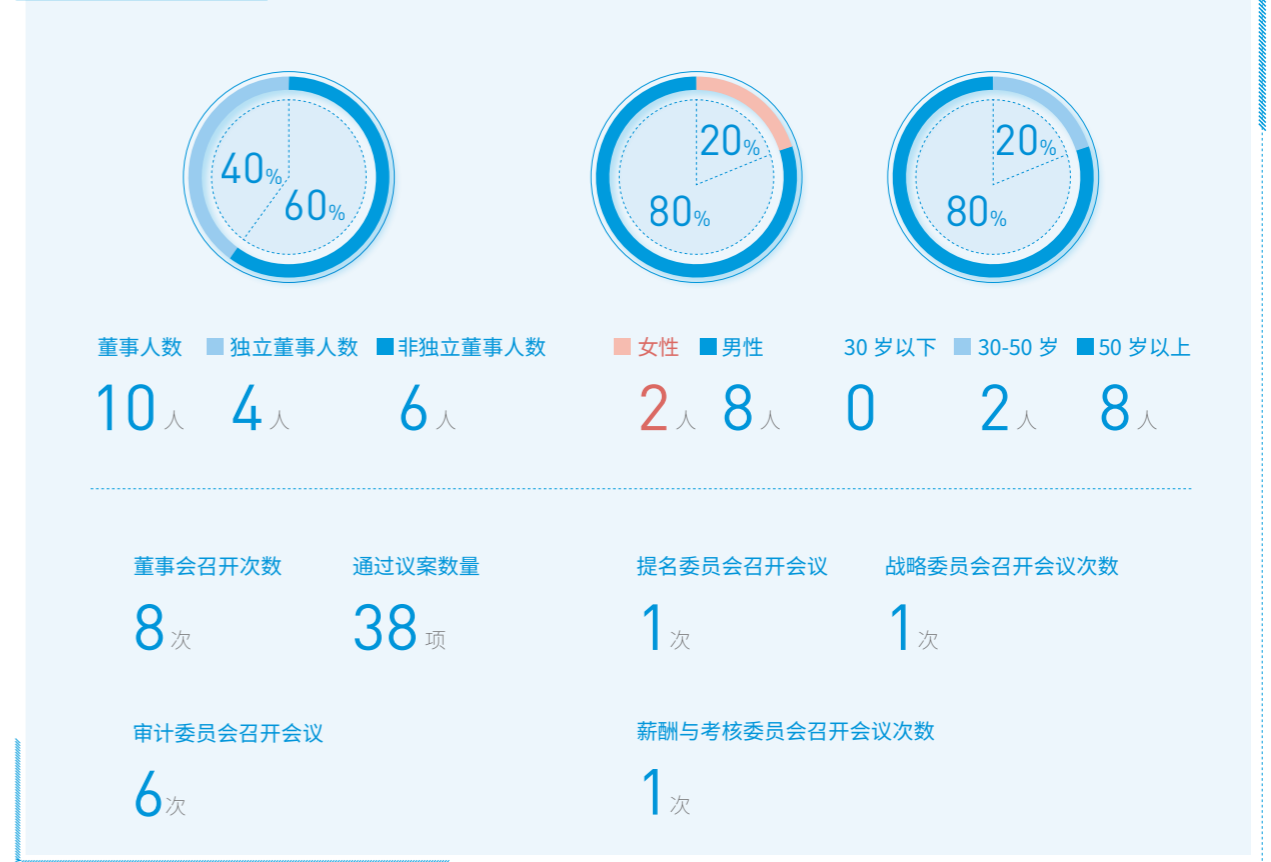 40%
60%
20%
80%
20%
80%
董事人数 独立董事人数 非独立董事人数
10人 4人 6人
女性 男性
2人 8人
30 岁以下 30-50 岁 50 岁以上
0 2人 8人
董事会召开次数 通过议案数量 提名委员会召开会议 战略委员会召开会议次数
8次 38项 1次 1次
审计委员会召开会议 薪酬与考核委员会召开会议次数
6次 1次